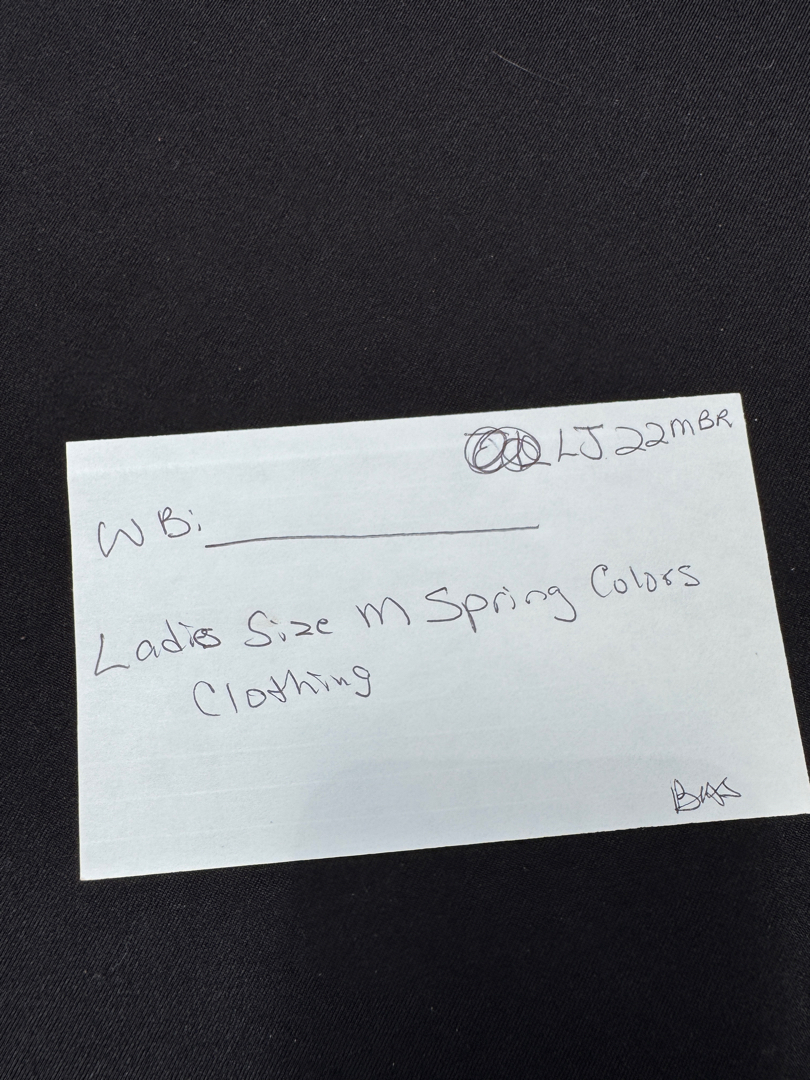 LJ 22MBR
WB:
Ladies Size M Spring Colors
Clothing